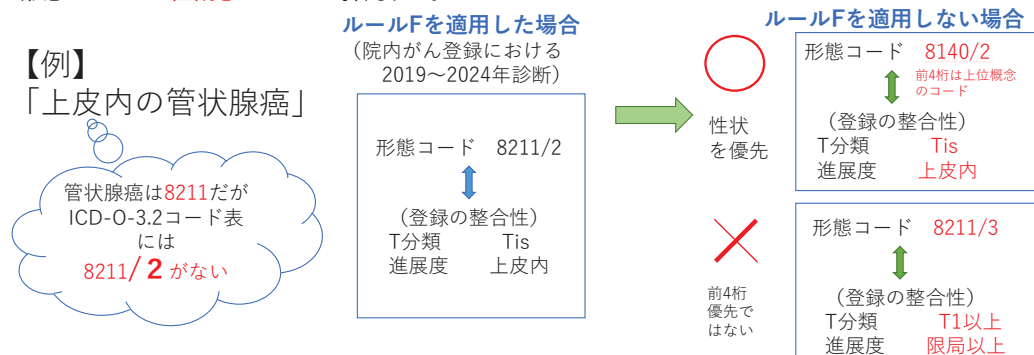 ルールFを適用した場合
（院内がん登録における
2019～2024年診断）
ルールFを適用しない場合
【例】
「上皮内の管状腺癌」
管状腺癌は8211だが
ICD-O-3.2コード表
には
8211/２がない
形態コード 8211/2
（登録の整合性）
T分類 Tis
進展度 上皮内
性状
を優先
形態コード 8140/2
前4桁は上位概念
のコード
（登録の整合性）
T分類 Tis
進展度 上皮内
前4桁
優先で
はない
形態コード 8211/3
（登録の整合性）
T分類 T1以上
進展度 限局以上